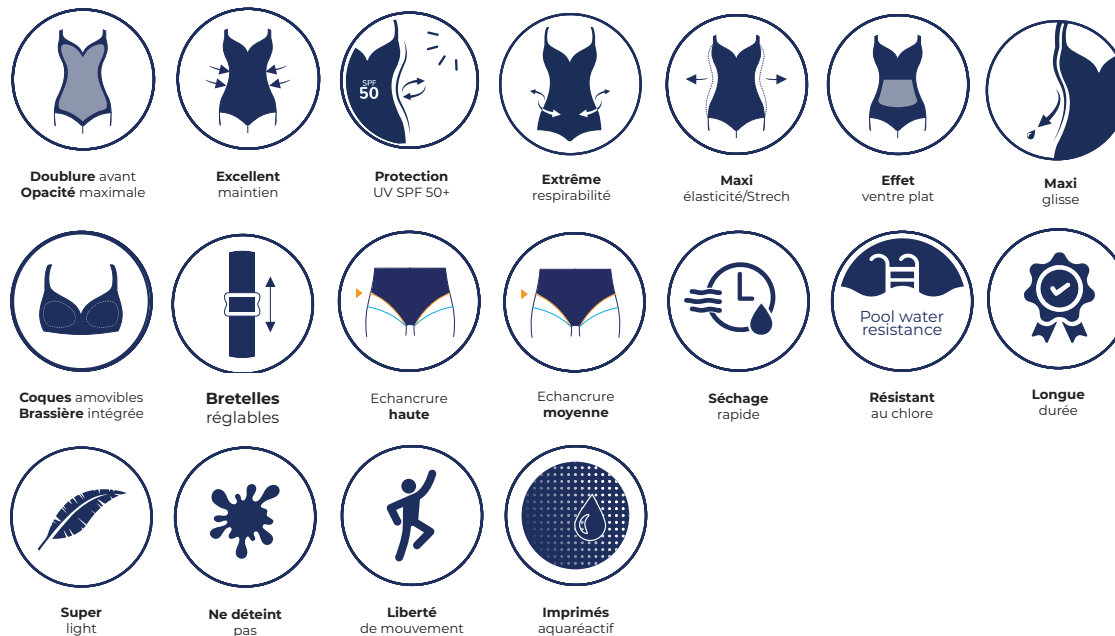 SPF
50
Doublure avant
Opacité maximale
Excellent
maintien
Protection
UV SPF 50+
Extrême
respirabilité
Maxi
élasticité/Strech
Effet
ventre plat
Maxi
glisse
Pool water
resistance
Coques amovibles
Brassière intégrée
Bretelles
réglables
Echancrure
haute
Echancrure
moyenne
Séchage
rapide
Résistant
au chlore
Longue
durée
Super
light
Ne déteint
pas
Liberté
de mouvement
Imprimés
aquaréactif